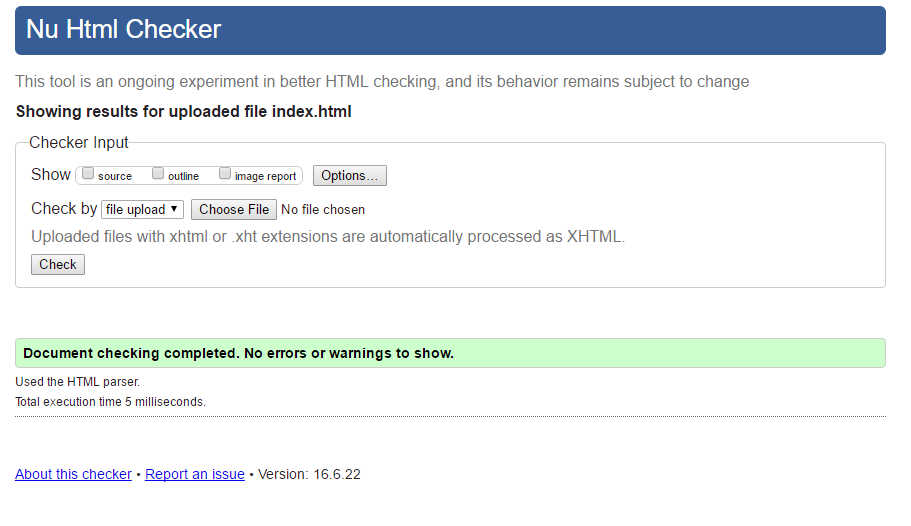 Nu Html Checker
This tool is an ongoing experiment in better HTML checking, and its behavior remains subject to change
Showing results for uploaded file index.html
Checker Input
Show source outline image report Options...
Check by file upload Choose File No file chosen
Uploaded files with xhtml or .xht extensions are automatically processed as XHTML.
Check
Document checking completed. No errors or warnings to show.
Used the HTML parser.
Total execution time 5 milliseconds.
About this checker • Report an issue • Version: 16.6.22